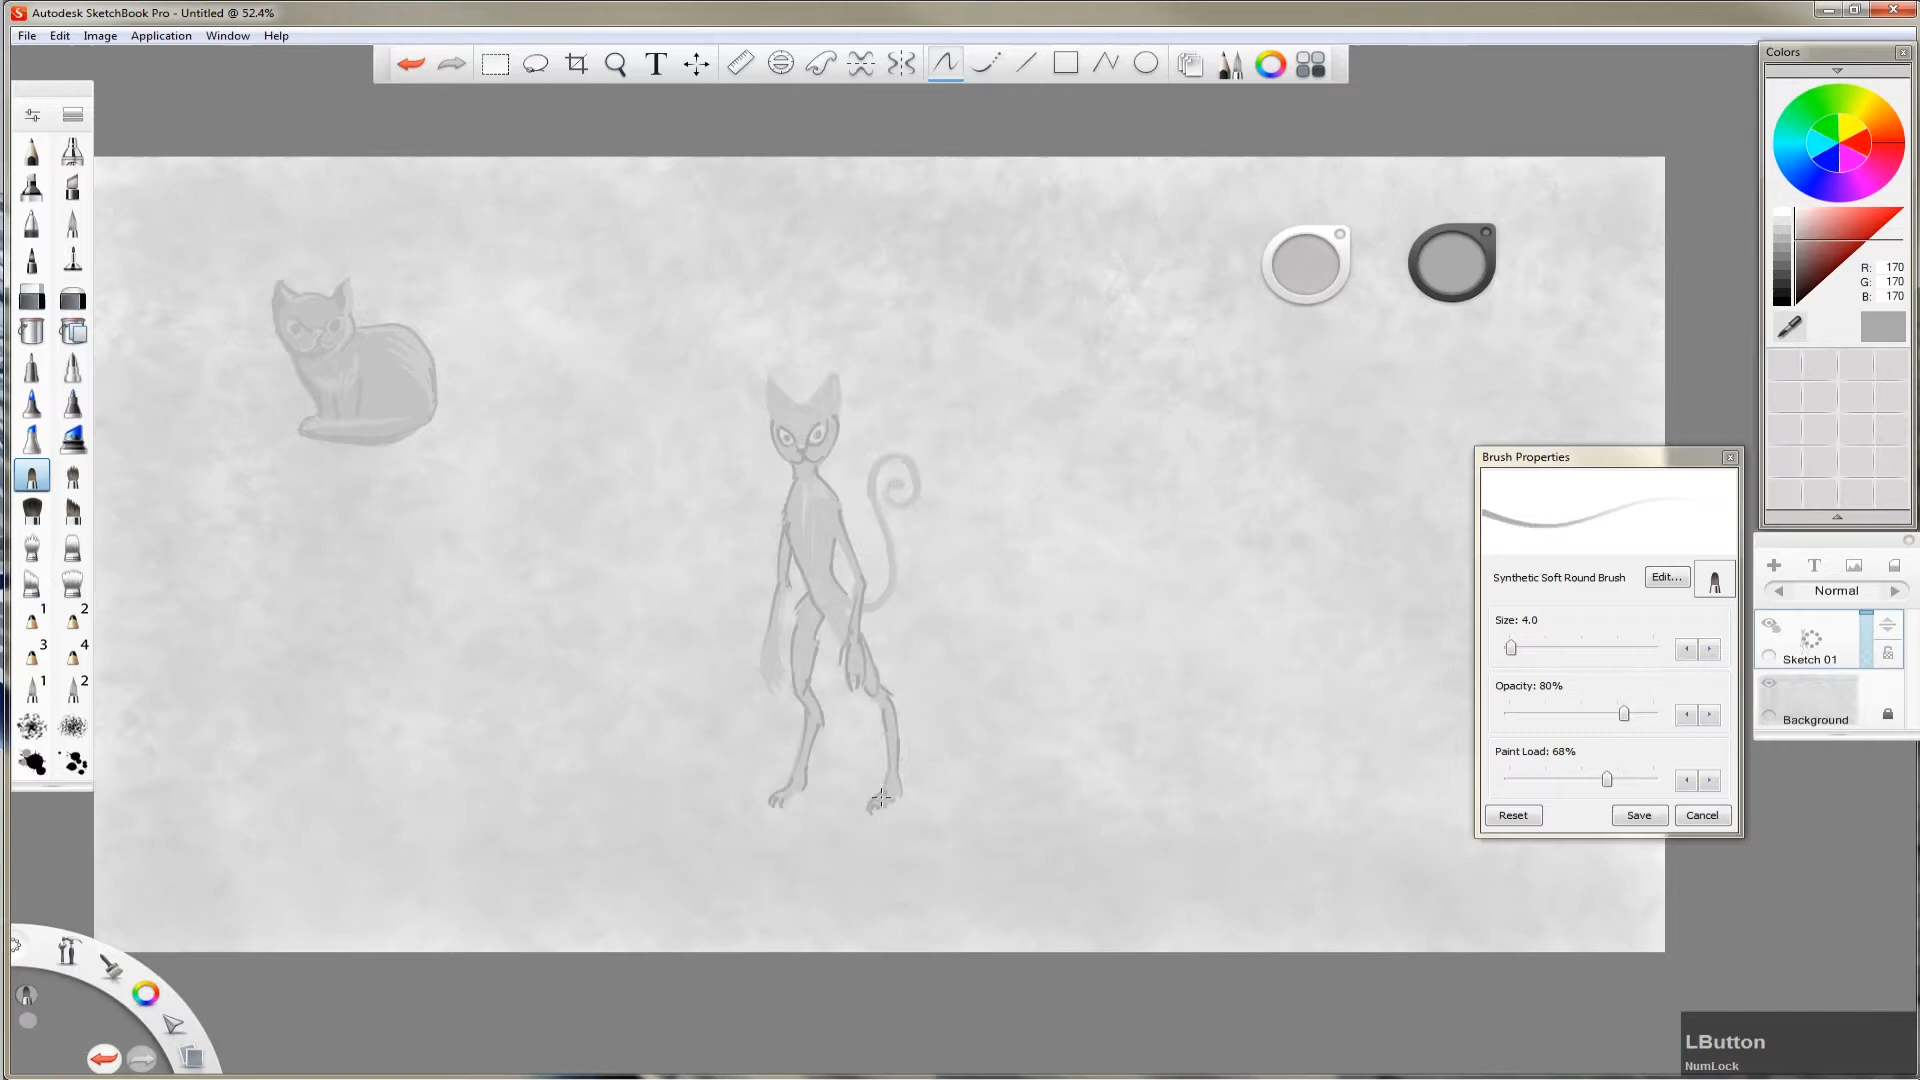 Autodesk SketchBook Pro - Untitled @ 52.4%
File Edit Image Application Window Help
T
Colors
R: 170
G: 170
B: 170
Brush Properties
Synthetic Soft Round Brush Edit...
Size: 4.0
Opacity: 80%
Paint Load: 68%
Reset Save Cancel
T
Normal
Sketch 01
Background
1 2
3 4
1 2
LButton
NumLock